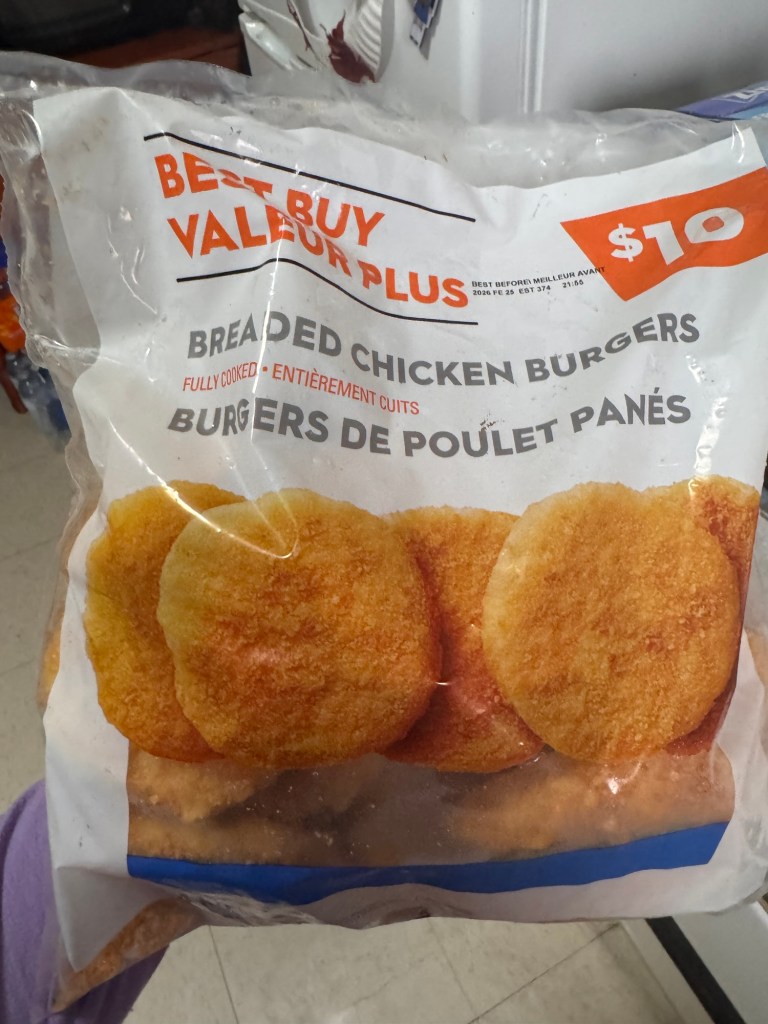 BEST BUY
VALEUR PLUS
$10
BEST BEFORE\ MEILLEUR AVANT
2026 FE 25 EST 374 21:55
BREADED CHICKEN BURGERS
FULLY COOKED • ENTIÈREMENT CUITS
BURGERS DE POULET PANÉS